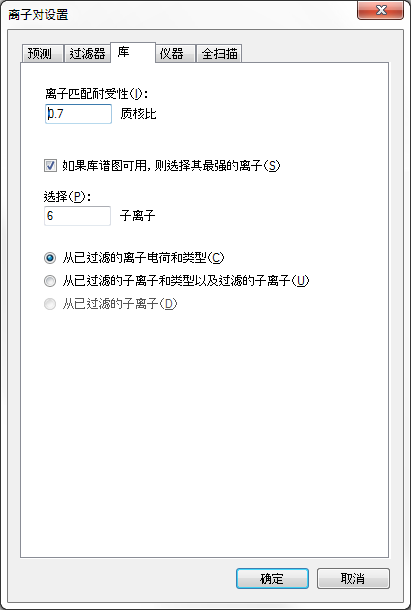 离子对设置
预测 过滤器 库 仪器 全扫描
离子匹配耐受性(I):
0.7 质核比
如果库谱图可用, 则选择其最强的离子(S)
选择(P):
6 子离子
从已过滤的离子电荷和类型(C)
从已过滤的子离子和类型以及过滤的子离子(U)
从已过滤的子离子(D)
确定 取消